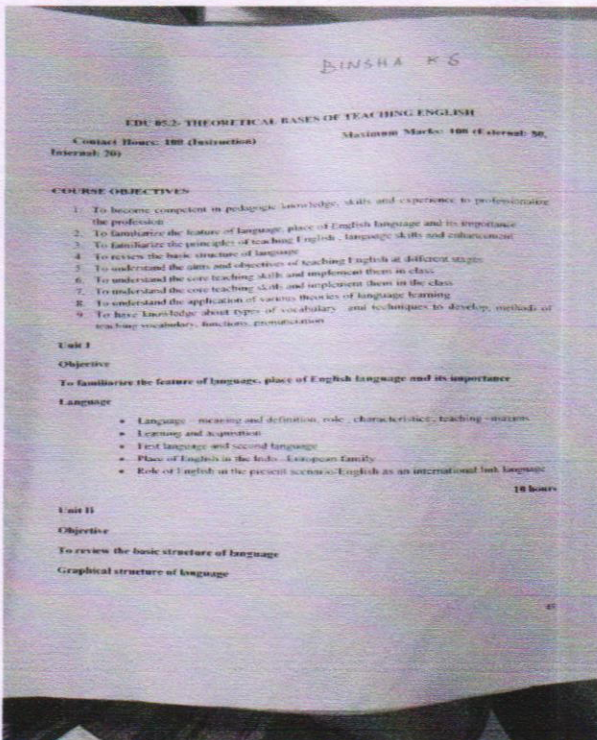 BINSHA K S
EDU 05.2- THEORETICAL BASES OF TEACHING ENGLISH
Contact Hours: 100 (Instruction) Maximum Marks: 100 (External: 80,
Internal: 20)
COURSE OBJECTIVES
1. To become competent in pedagogic knowledge, skills and experience to professionalize
the profession
2. To familiarize the feature of language, place of English language and its importance
3. To familiarize the principles of teaching English , language skills and enhancement
4. To review the basic structure of language
5. To understand the aims and objectives of teaching English at different stages
6. To understand the core teaching skills and implement them in class
7. To understand the core teaching skills and implement them in the class
8. To understand the application of various theories of language learning
9. To have knowledge about types of vocabulary and techniques to develop, methods of
teaching vocabulary, functions, pronunciation
Unit I
Objective
To familiarize the feature of language, place of English language and its importance
Language
• Language – meaning and definition, role , characteristics , teaching –maxims
• Learning and acquisition
• First language and second language
• Place of English in the Indo - European family
• Role of English in the present scenario/English as an international link language
10 hours
Unit II
Objective
To review the basic structure of language
Graphical structure of language